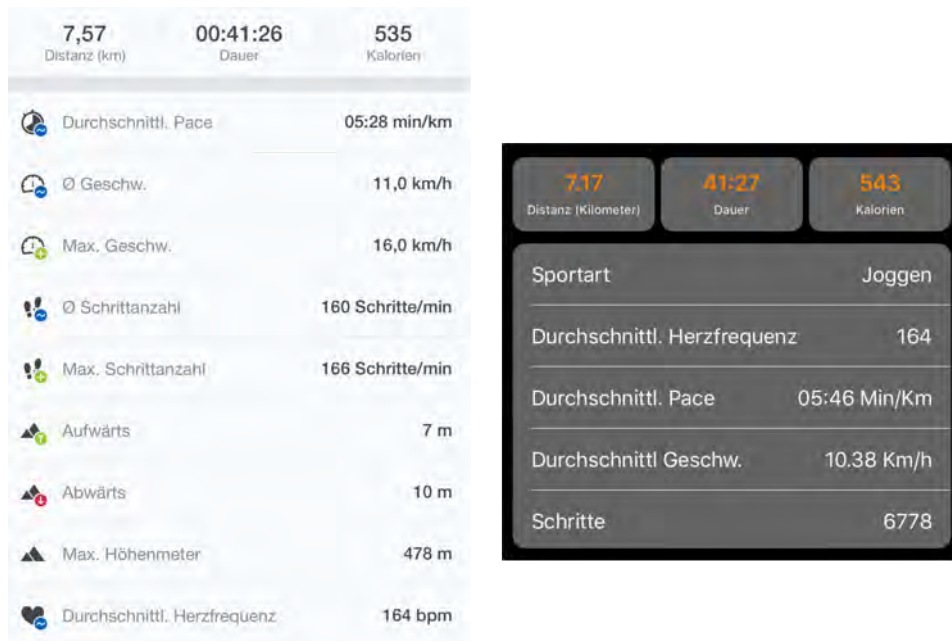 7,57 00:41:26 535
Distanz (km) Dauer Kalorien
Durchschnittl. Pace 05:28 min/km
Ø Geschw. 11,0 km/h
Max. Geschw. 16,0 km/h
Ø Schrittanzahl 160 Schritte/min
Max. Schrittanzahl 166 Schritte/min
Aufwärts 7 m
Abwärts 10 m
Max. Höhenmeter 478 m
Durchschnittl. Herzfrequenz 164 bpm
7.17 41:27 543
Distanz (Kilometer) Dauer Kalorien
Sportart Joggen
Durchschnittl. Herzfrequenz 164
Durchschnittl. Pace 05:46 Min/Km
Durchschnittl Geschw. 10.38 Km/h
Schritte 6778